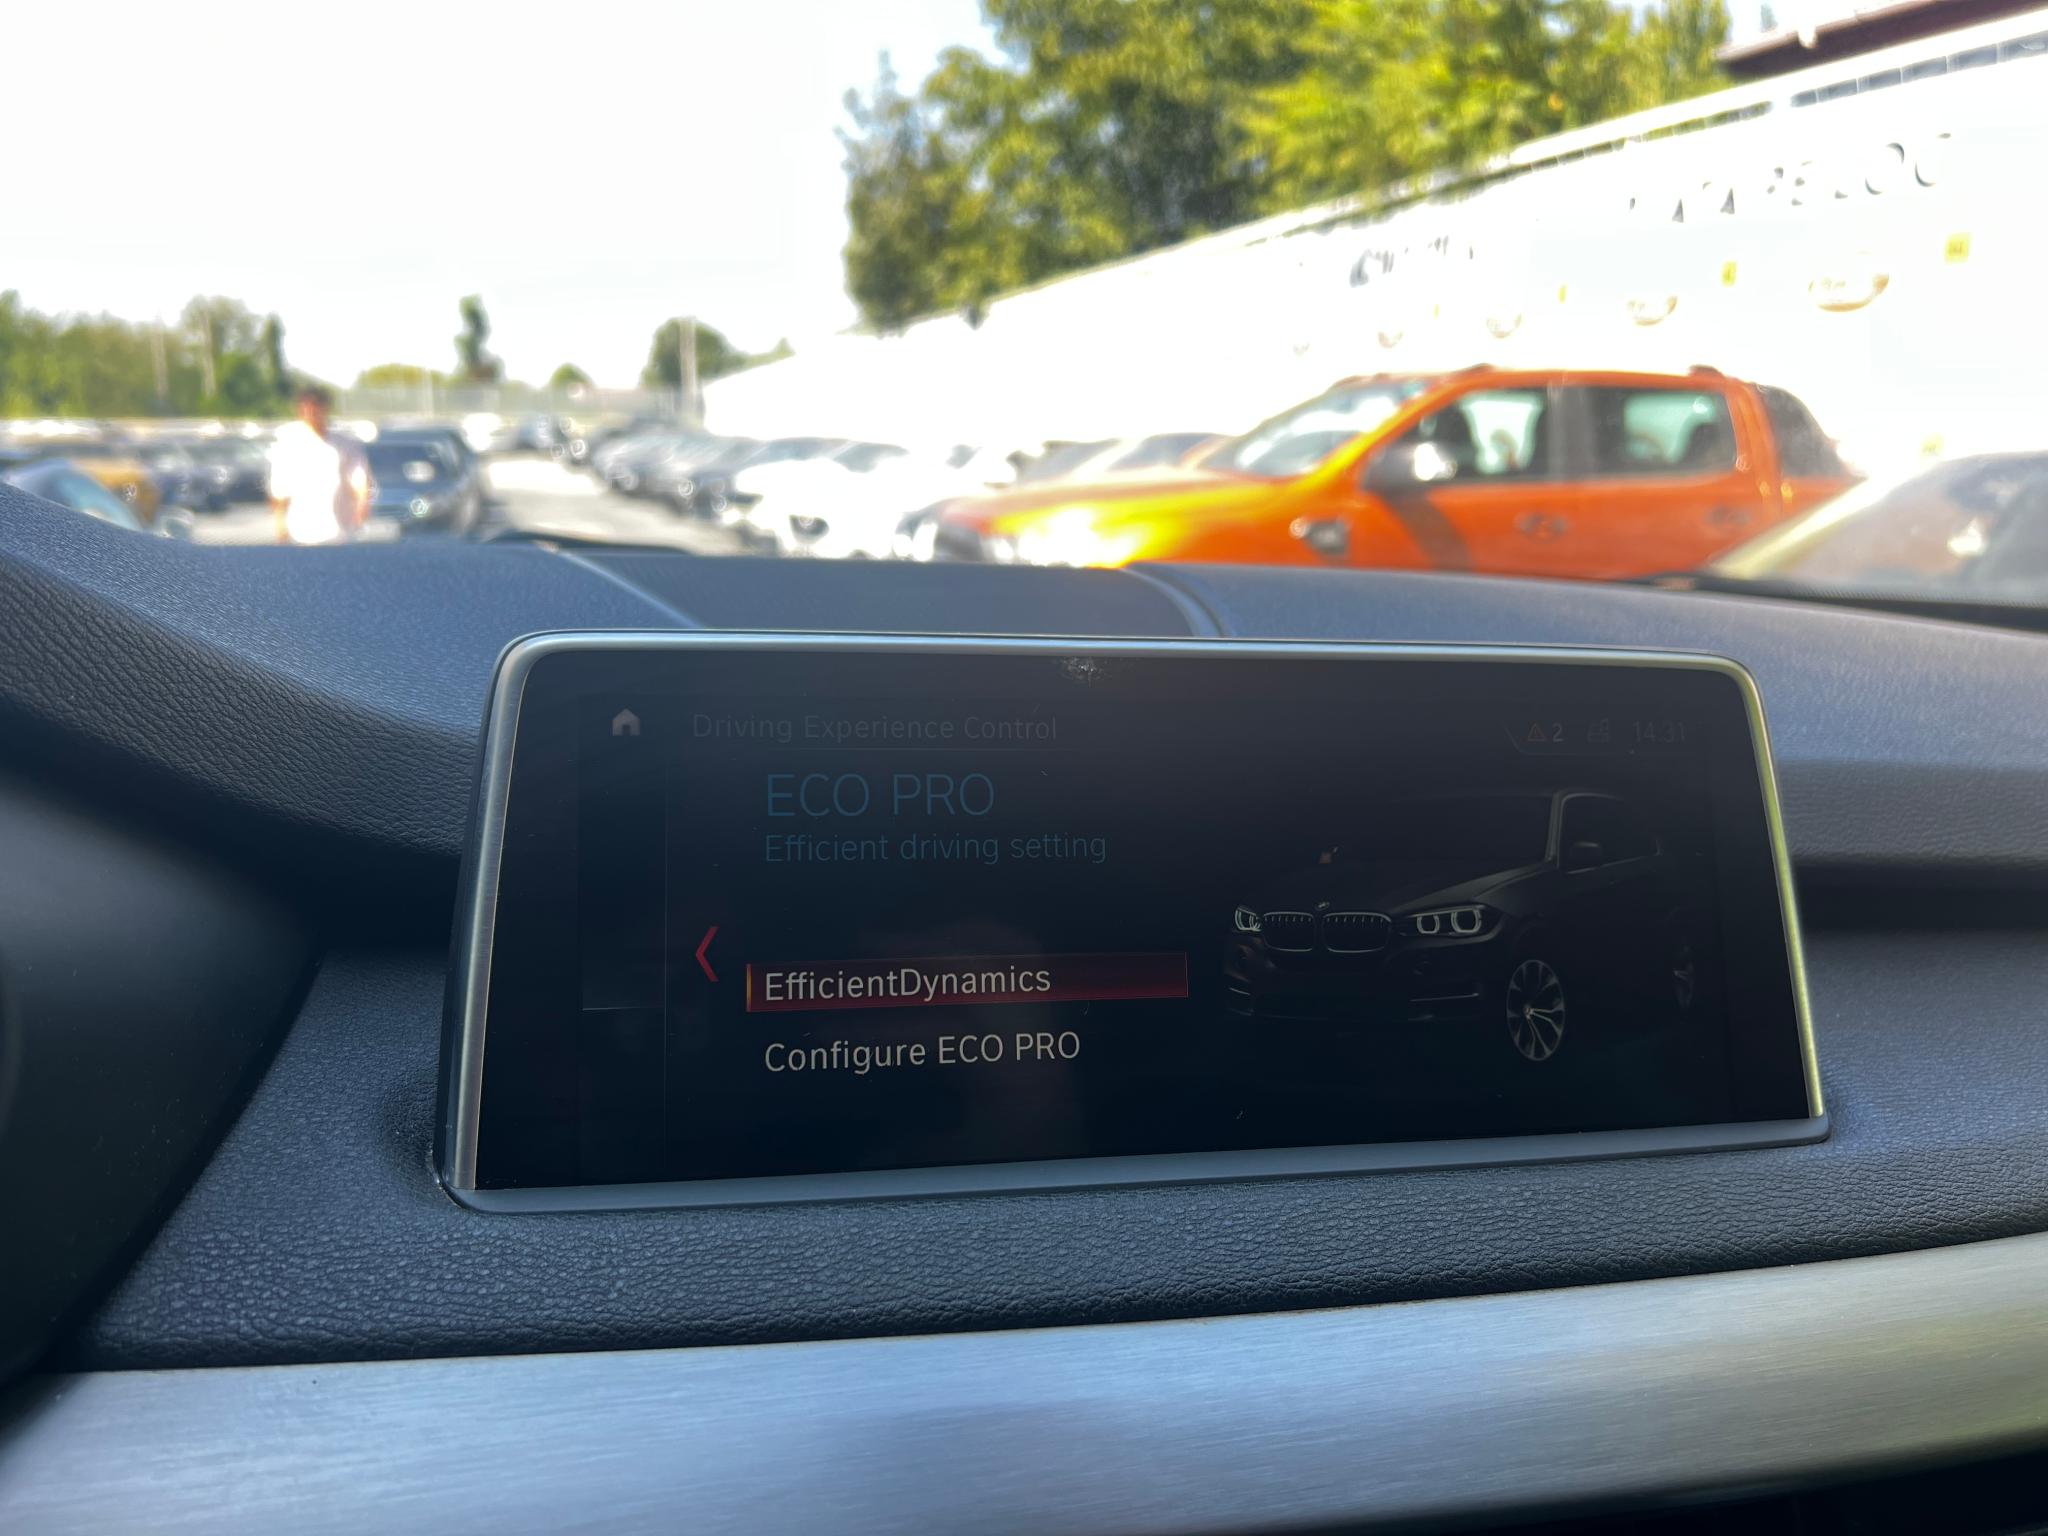 Driving Experience Control
2
14:31
ECO PRO
Efficient driving setting
EfficientDynamics
Configure ECO PRO